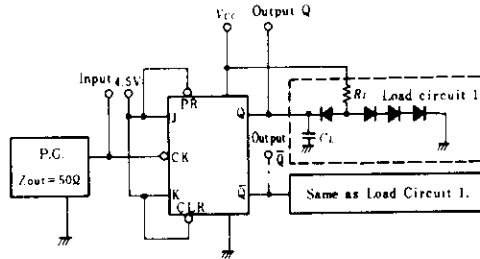 Vcc
Output Q
Input 4.5V
PR
J
Q
RL
Load circuit 1
CL
P.G.
Zout = 50Ω
CK
Output
Q̅
K
CLR
Q̅
Same as Load Circuit 1.